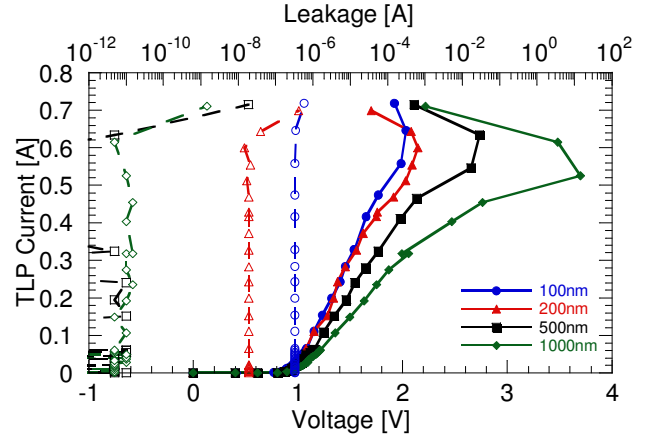 Leakage [A]
10^-12 10^-10 10^-8 10^-6 10^-4 10^-2 10^0 10^2
TLP Current [A]
0.8
0.7
0.6
0.5
0.4
0.3
0.2
0.1
0
100nm
200nm
500nm
1000nm
-1 0 1 2 3 4
Voltage [V]